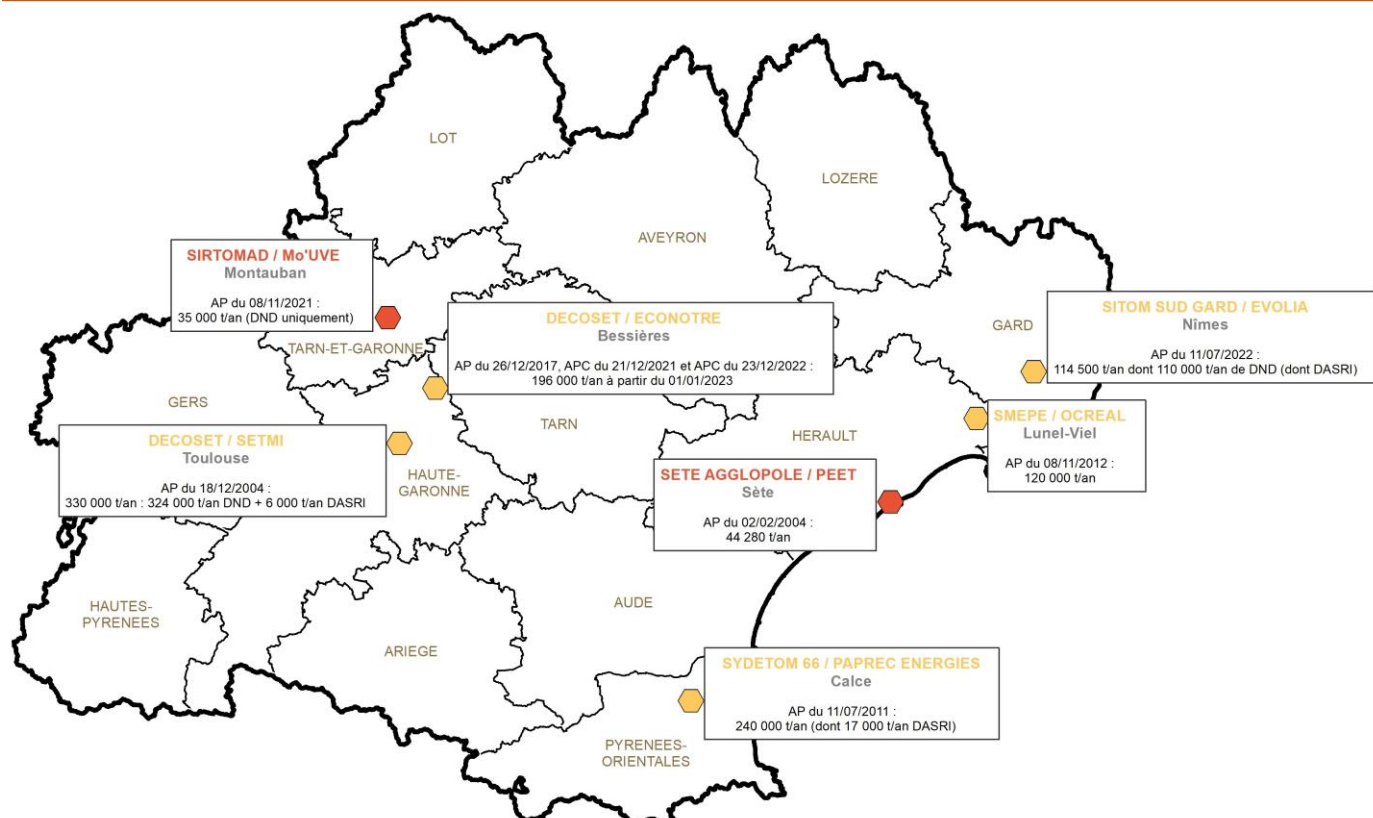 LOT
LOZERE
AVEYRON
SIRTOMAD / Mo'UVE
Montauban
AP du 08/11/2021 :
35 000 t/an (DND uniquement)
TARN-ET-GARONNE
DECOSET / ECONOTRE
Bessières
AP du 26/12/2017, APC du 21/12/2021 et APC du 23/12/2022 :
196 000 t/an à partir du 01/01/2023
GARD
SITOM SUD GARD / EVOLIA
Nîmes
AP du 11/07/2022 :
114 500 t/an dont 110 000 t/an de DND (dont DASRI)
GERS
TARN
HERAULT
SMEPE / OCREAL
Lunel-Viel
AP du 08/11/2012 :
120 000 t/an
DECOSET / SETMI
Toulouse
AP du 18/12/2004 :
330 000 t/an : 324 000 t/an DND + 6 000 t/an DASRI
HAUTE-
GARONNE
SETE AGGLOPOLE / PEET
Sète
AP du 02/02/2004 :
44 280 t/an
HAUTES-
PYRENEES
AUDE
ARIEGE
SYDETOM 66 / PAPREC ENERGIES
Calce
AP du 11/07/2011 :
240 000 t/an (dont 17 000 t/an DASRI)
PYRENEES-
ORIENTALES